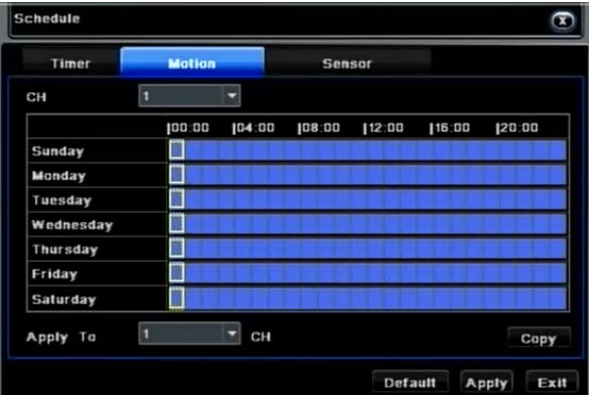 Schedule X
Timer Motion Sensor
CH 1
|00:00 |04:00 |08:00 |12:00 |16:00 |20:00
Sunday
Monday
Tuesday
Wednesday
Thursday
Friday
Saturday
Apply To 1 CH Copy
Default Apply Exit